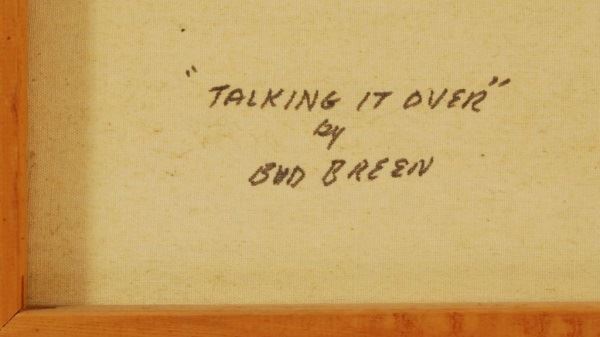 "TALKING IT OVER"
by
BUD BREEN